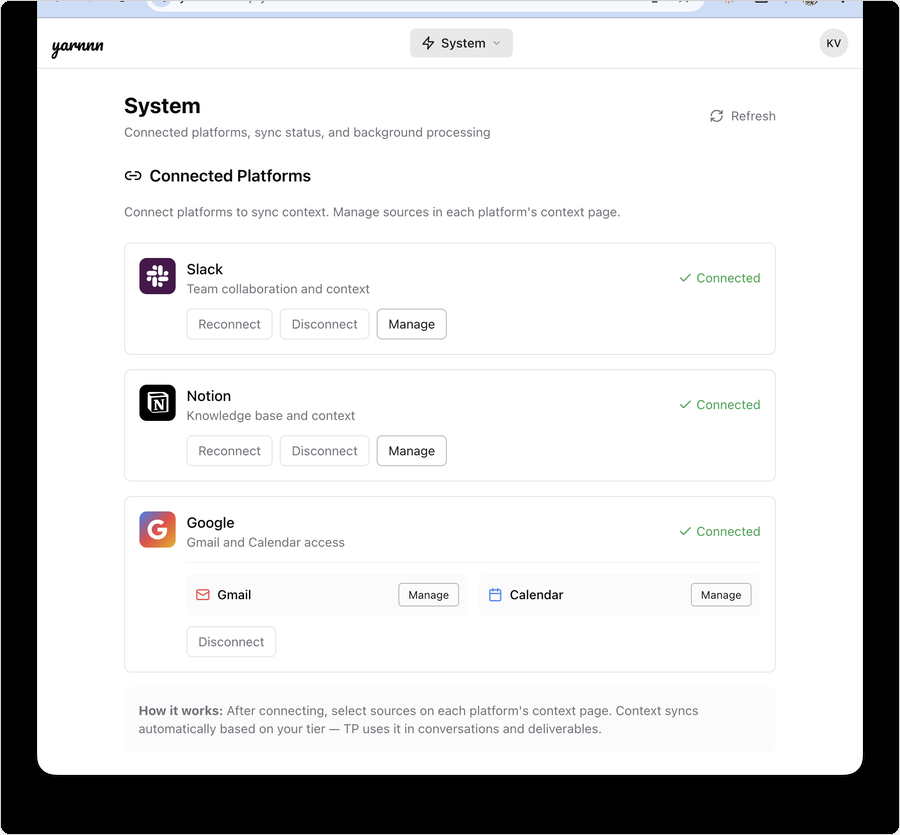 yarnnn
System
KV
System
Refresh
Connected platforms, sync status, and background processing
Connected Platforms
Connect platforms to sync context. Manage sources in each platform's context page.
Slack
Connected
Team collaboration and context
Reconnect Disconnect Manage
Notion
Connected
Knowledge base and context
Reconnect Disconnect Manage
Google
Connected
Gmail and Calendar access
Gmail Manage Calendar Manage
Disconnect
How it works: After connecting, select sources on each platform's context page. Context syncs
automatically based on your tier — TP uses it in conversations and deliverables.